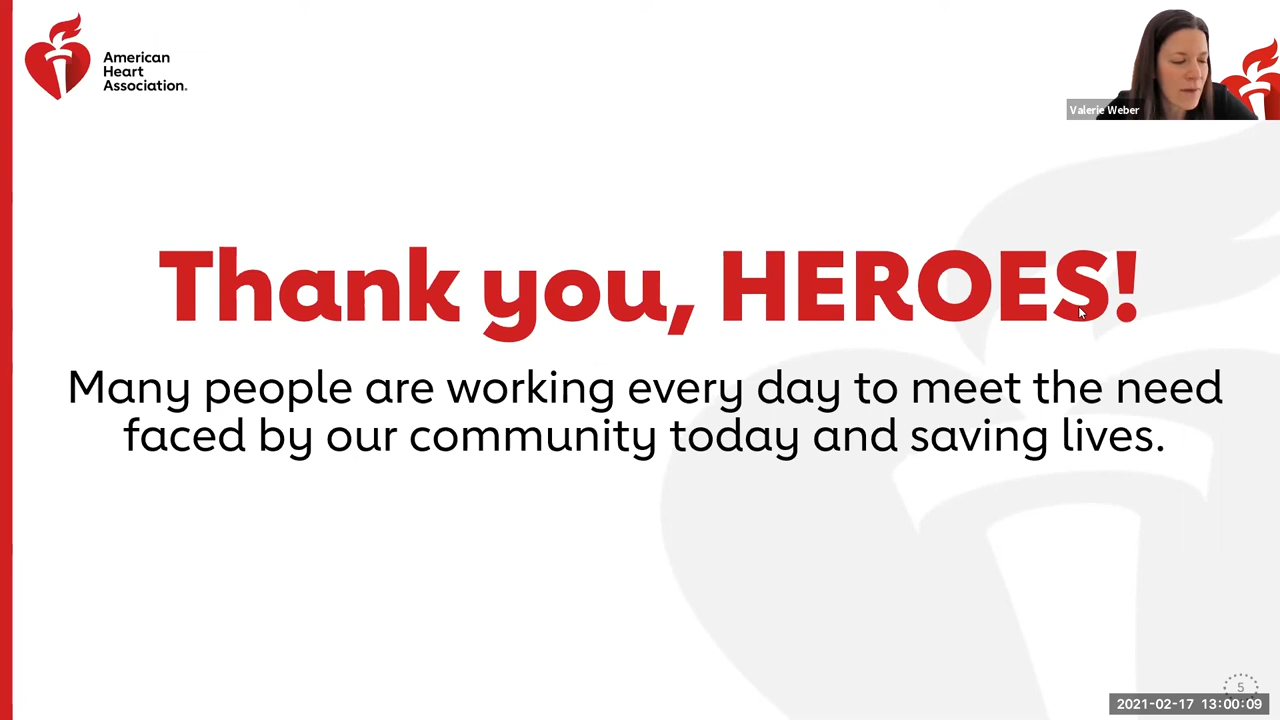 American
Heart
Association.
Valerie Weber
Thank you, HEROES!
Many people are working every day to meet the need
faced by our community today and saving lives.
5
2021-02-17 13:00:09